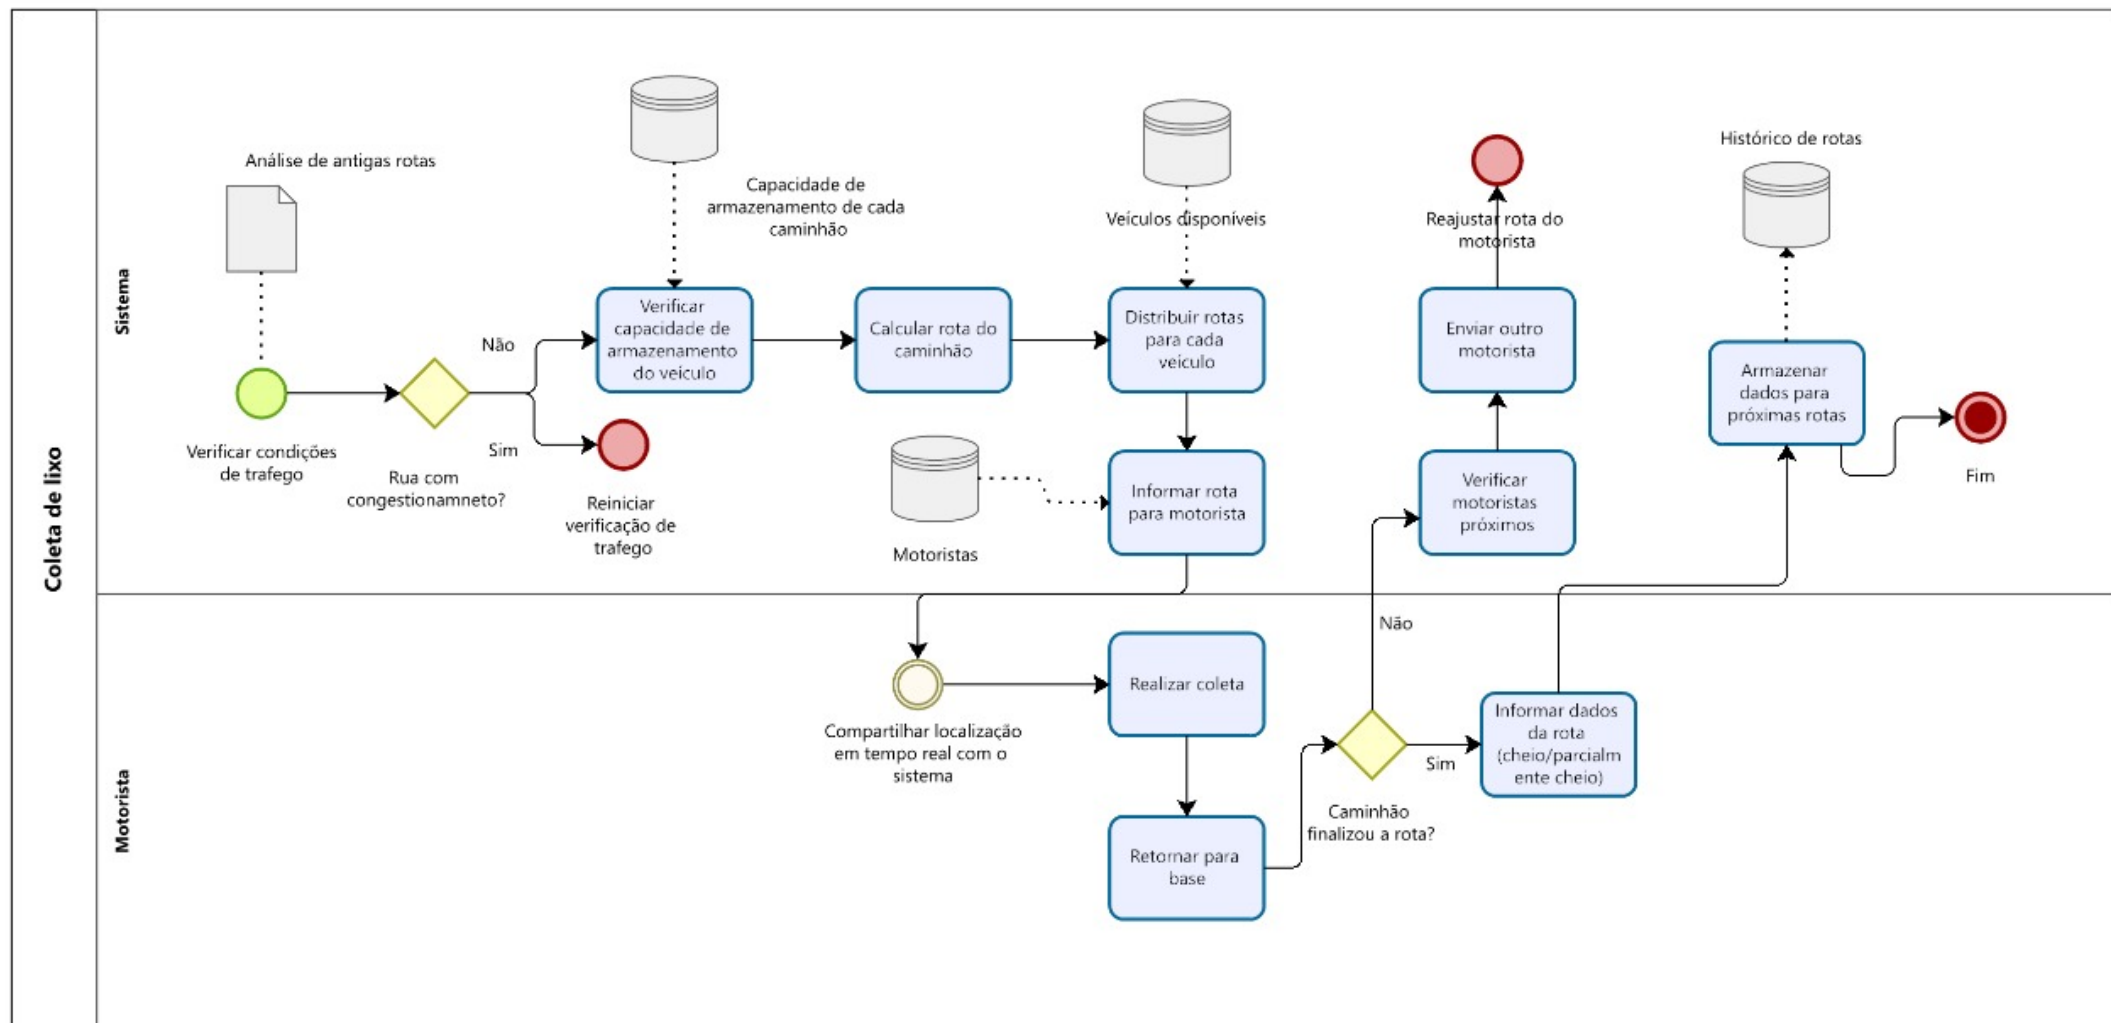 Coleta de lixo
Sistema
Análise de antigas rotas
Verificar condições
de trafego
Rua com
congestionamneto?
Não
Sim
Reiniciar
verificação de
trafego
Capacidade de
armazenamento de cada
caminhão
Verificar
capacidade de
armazenamento
do veículo
Calcular rota do
caminhão
Veículos disponíveis
Distribuir rotas
para cada
veículo
Motoristas
Informar rota
para motorista
Reajustar rota do
motorista
Enviar outro
motorista
Verificar
motoristas
próximos
Histórico de rotas
Armazenar
dados para
próximas rotas
Fim
Motorista
Compartilhar localização
em tempo real com o
sistema
Realizar coleta
Retornar para
base
Não
Caminhão
finalizou a rota?
Sim
Informar dados
da rota
(cheio/parcialm
ente cheio)